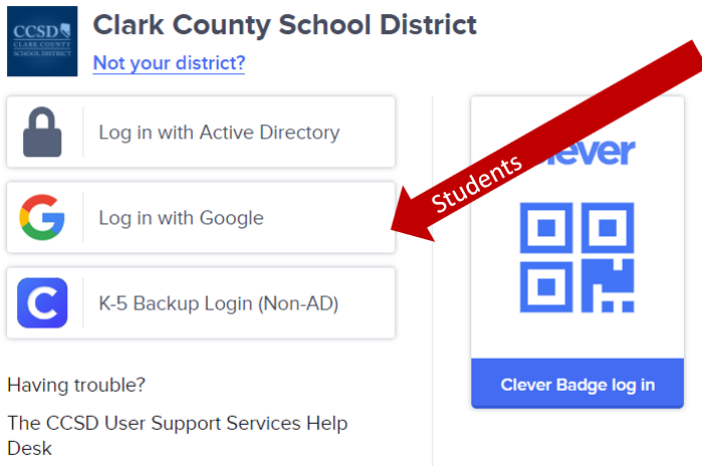 CCSD
CLARK COUNTY
SCHOOL DISTRICT
Clark County School District
Not your district?
Log in with Active Directory
Log in with Google
K-5 Backup Login (Non-AD)
Having trouble?
The CCSD User Support Services Help
Desk
Students
Clever Badge log in